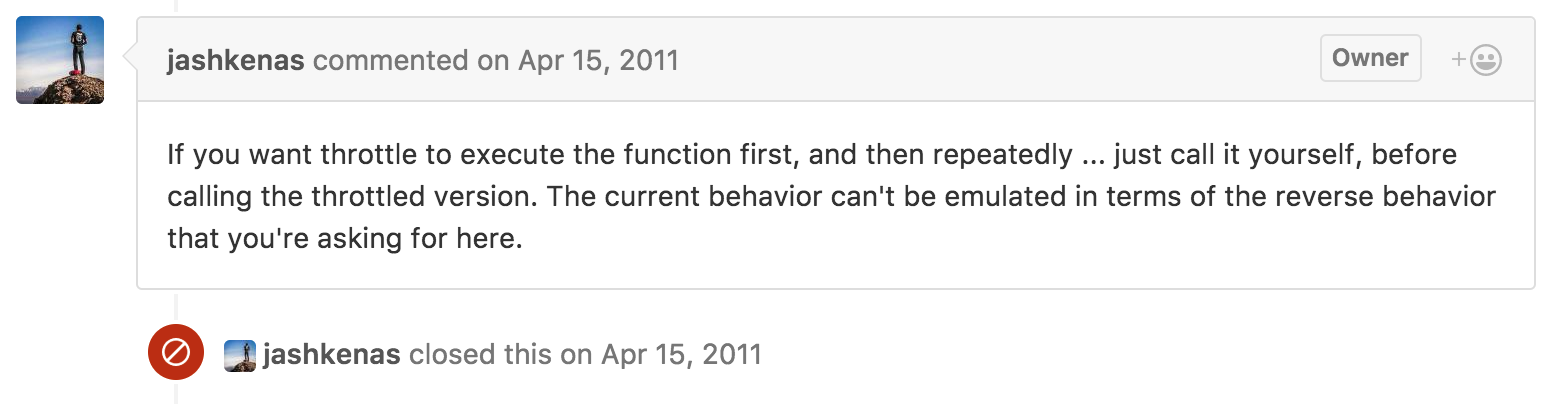 jashkenas commented on Apr 15, 2011 Owner +
If you want throttle to execute the function first, and then repeatedly ... just call it yourself, before
calling the throttled version. The current behavior can't be emulated in terms of the reverse behavior
that you're asking for here.
jashkenas closed this on Apr 15, 2011